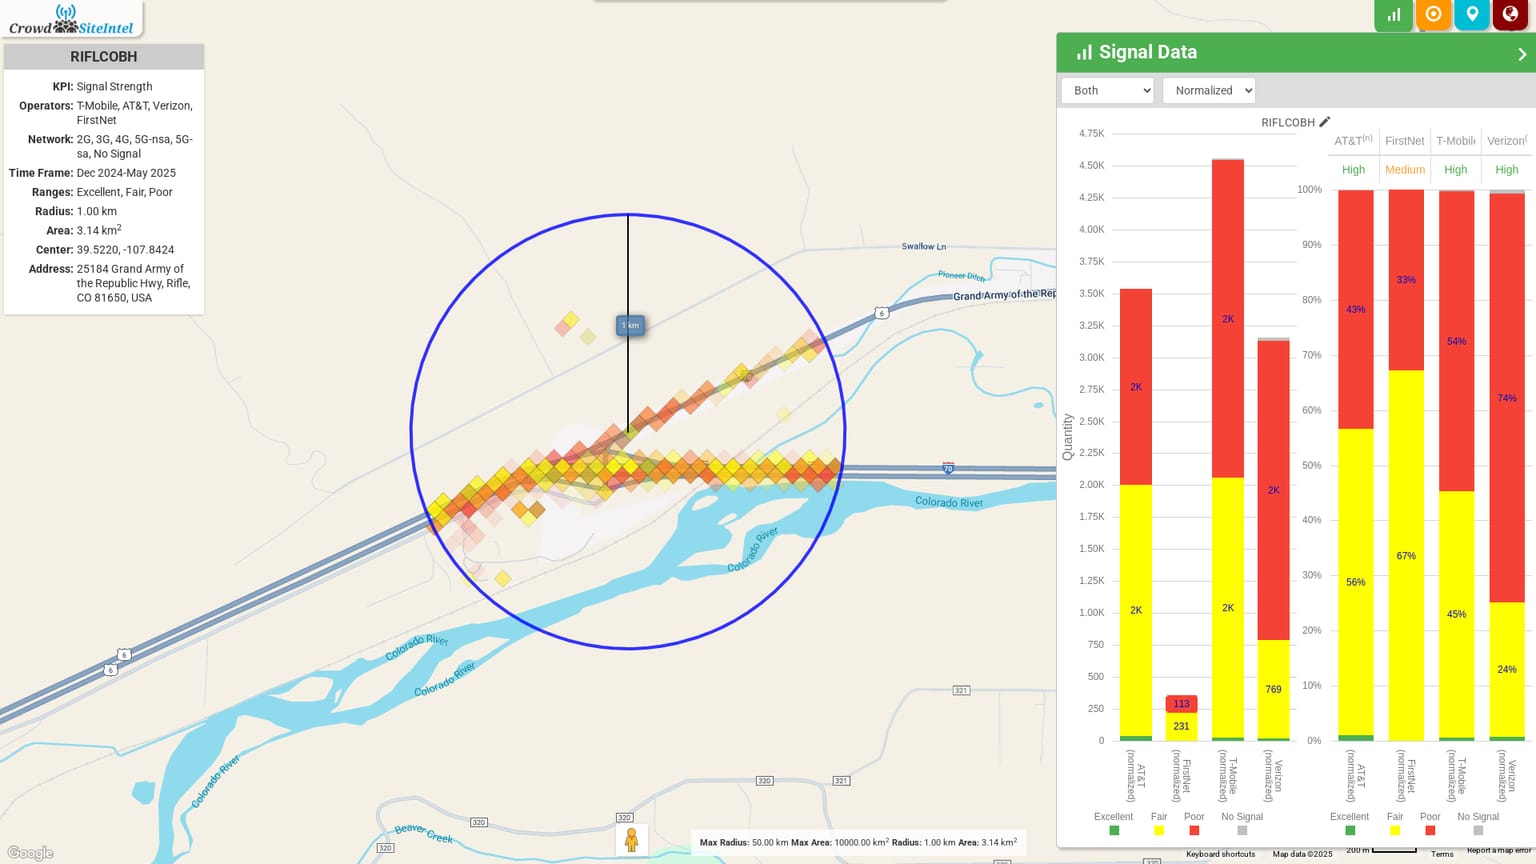 Crowd SiteIntel
RIFLCOBH
KPI: Signal Strength
Operators: T-Mobile, AT&T, Verizon,
FirstNet
Network: 2G, 3G, 4G, 5G-nsa, 5G-
sa, No Signal
Time Frame: Dec 2024-May 2025
Ranges: Excellent, Fair, Poor
Radius: 1.00 km
Area: 3.14 km²
Center: 39.5220, -107.8424
Address: 25184 Grand Army of
the Republic Hwy, Rifle,
CO 81650, USA
Swallow Ln
Pioneer Ditch
Grand Army of the Rep
6
1 km
70
Colorado River
Colorado River
6
6
Colorado River
Colorado River
Colorado River
321
320
321
320
320
Beaver Creek
320
320
Google
Max Radius: 50.00 km Max Area: 10000.00 km² Radius: 1.00 km Area: 3.14 km²
Keyboard shortcuts
Map data ©2025
200 m
Terms
Report a map error
Signal Data
Both
Normalized
RIFLCOBH
4.75K
4.50K
4.25K
4.00K
3.75K
3.50K
3.25K
3.00K
2.75K
2.50K
2.25K
2.00K
1.75K
1.50K
1.25K
1.00K
750
500
250
0
Quantity
2K
2K
113
231
2K
2K
2K
769
AT&T (normalized)
FirstNet (normalized)
T-Mobile (normalized)
Verizon (normalized)
Excellent Fair Poor No Signal
AT&T(n) FirstNet T-Mobile Verizon(
High Medium High High
100%
90%
80%
70%
60%
50%
40%
30%
20%
10%
0%
43%
56%
33%
67%
54%
45%
74%
24%
AT&T (normalized)
FirstNet (normalized)
T-Mobile (normalized)
Verizon (normalized)
Excellent Fair Poor No Signal